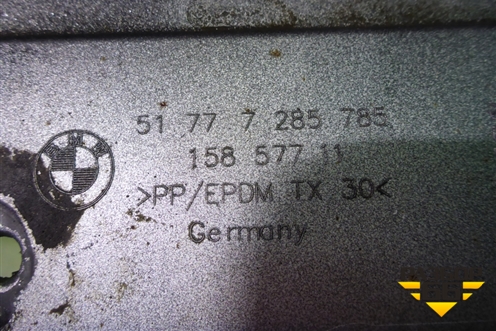 51 77 7 285 785
158 577 11
>PP/EPDM TX 30<
Germany